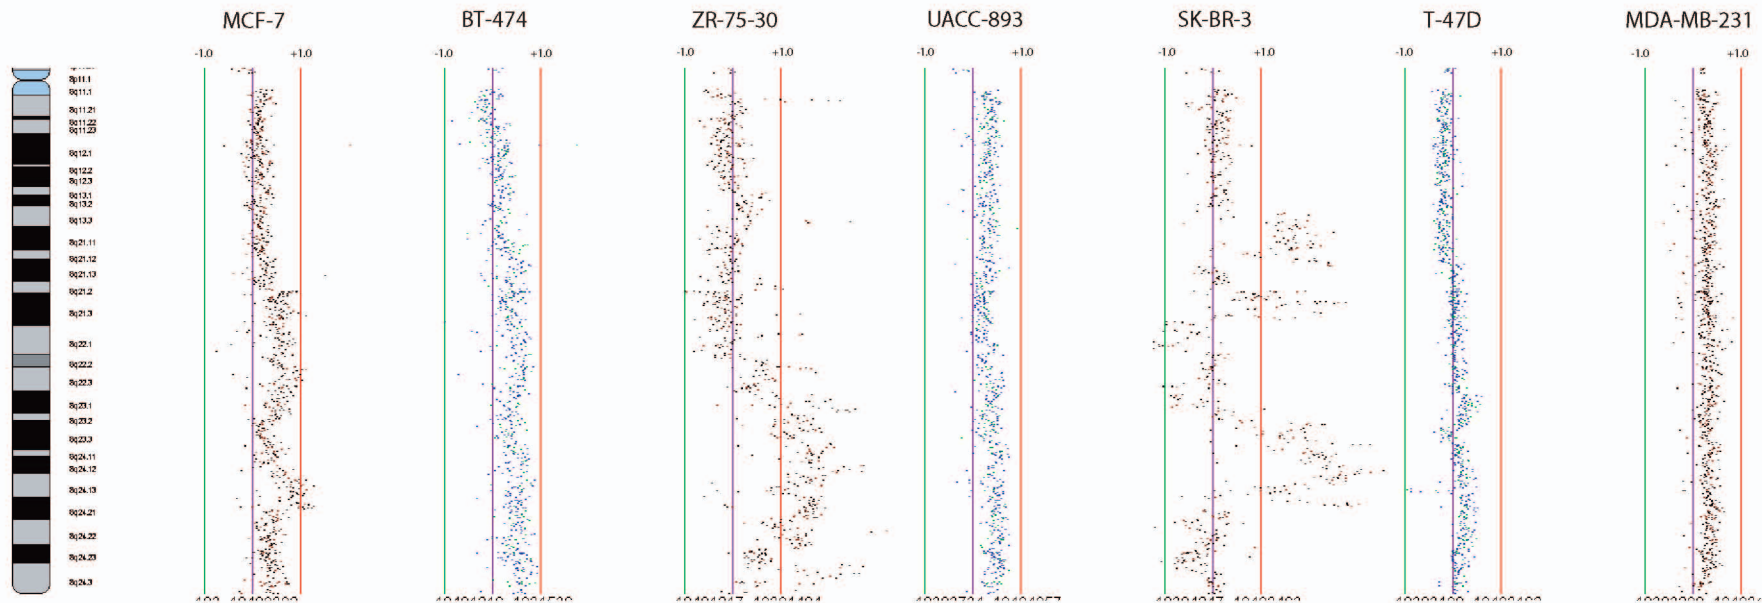 MCF-7 BT-474 ZR-75-30 UACC-893 SK-BR-3 T-47D MDA-MB-231
-1.0 +1.0 -1.0 +1.0 -1.0 +1.0 -1.0 +1.0 -1.0 +1.0 -1.0 +1.0 -1.0 +1.0
8p11.1
8q11.1
8q11.21
8q11.22
8q11.23
8q12.1
8q12.2
8q12.3
8q13.1
8q13.2
8q13.3
8q21.11
8q21.12
8q21.13
8q21.2
8q21.3
8q22.1
8q22.2
8q22.3
8q23.1
8q23.2
8q23.3
8q24.11
8q24.12
8q24.13
8q24.21
8q24.22
8q24.23
8q24.3